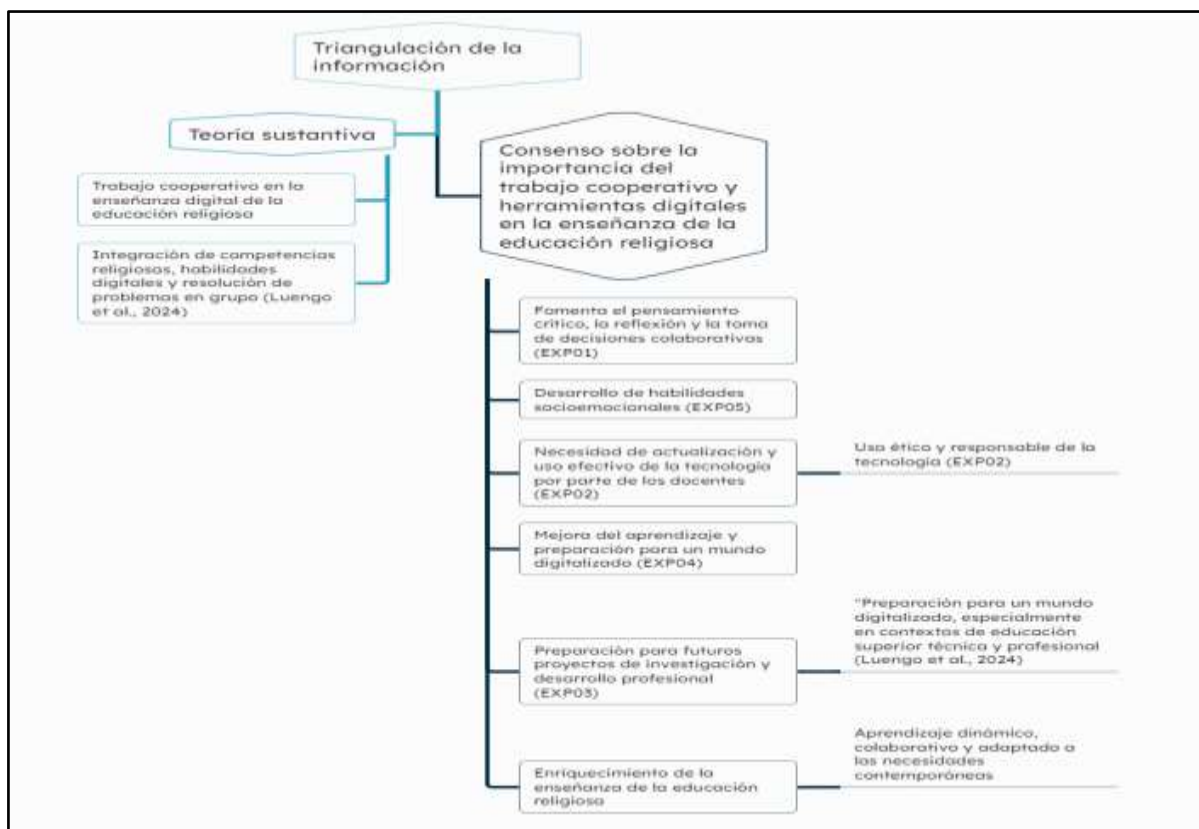 Triangulación de la
información
Teoría sustantiva
Trabajo cooperativo en la
enseñanza digital de la
educación religiosa
Integración de competencias
religiosas, habilidades
digitales y resolución de
problemas en grupo (Luengo
et al., 2024)
Consenso sobre la
importancia del
trabajo cooperativo y
herramientas digitales
en la enseñanza de la
educación religiosa
Fomenta el pensamiento
crítico, la reflexión y la toma
de decisiones colaborativas
(EXP01)
Desarrollo de habilidades
socioemocionales (EXP05)
Necesidad de actualización y
uso efectivo de la tecnología
por parte de los docentes
(EXP02)
Uso ético y responsable de la
tecnología (EXP02)
Mejora del aprendizaje y
preparación para un mundo
digitalizado (EXP04)
Preparación para futuros
proyectos de investigación y
desarrollo profesional
(EXP03)
"Preparación para un mundo
digitalizado, especialmente
en contextos de educación
superior técnica y profesional
(Luengo et al., 2024)
Enriquecimiento de la
enseñanza de la educación
religiosa
Aprendizaje dinámico,
colaborativo y adaptado a
las necesidades
contemporáneas